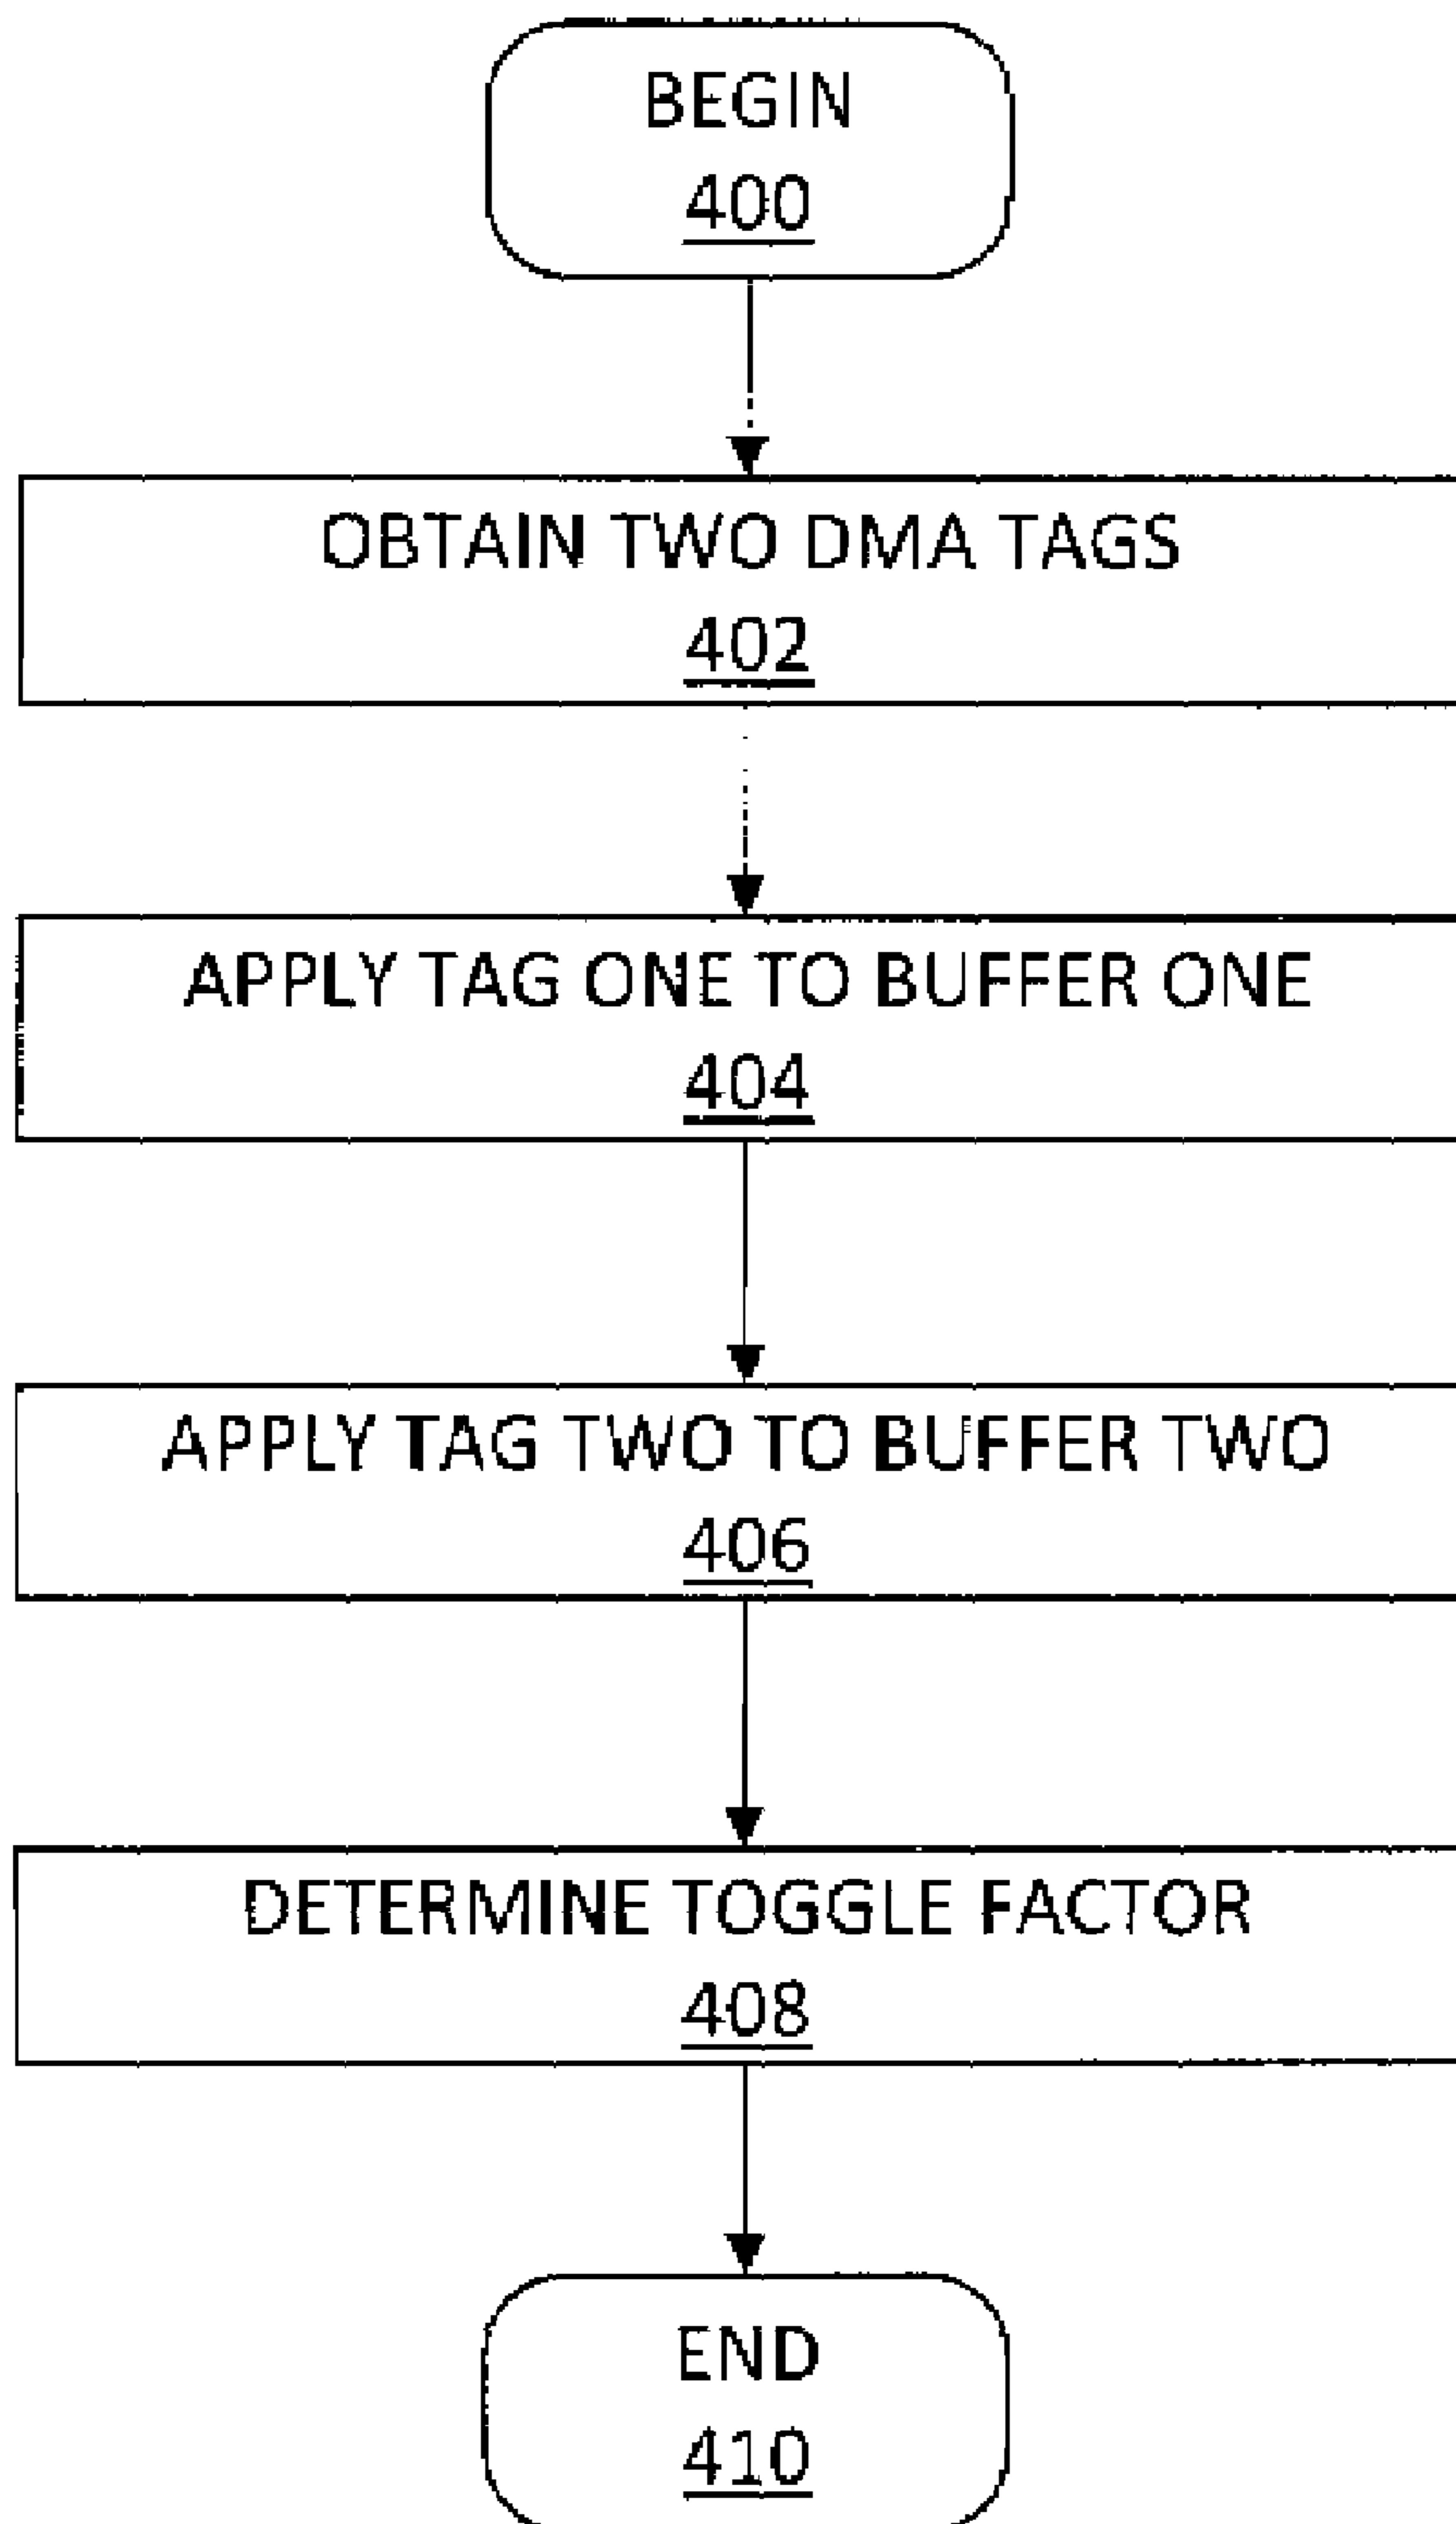 BEGIN
400
OBTAIN TWO DMA TAGS
402
APPLY TAG ONE TO BUFFER ONE
404
APPLY TAG TWO TO BUFFER TWO
406
DETERMINE TOGGLE FACTOR
408
END
410